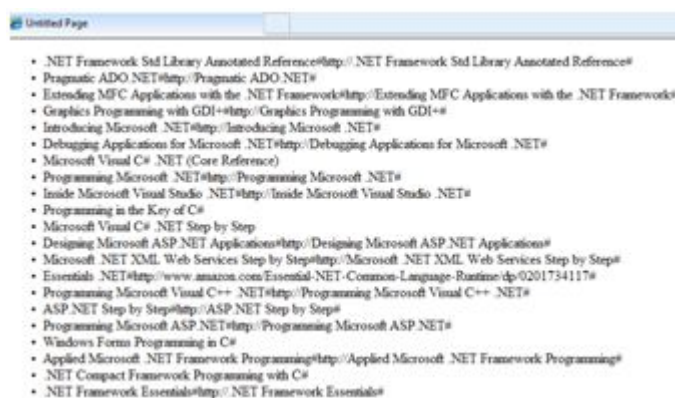 Untitled Page
.NET Framework Std Library Annotated Reference#http://.NET Framework Std Library Annotated Reference#
Pragmatic ADO.NET#http://Pragmatic ADO.NET#
Extending MFC Applications with the .NET Framework#http://Extending MFC Applications with the .NET Framework#
Graphics Programming with GDI+#http://Graphics Programming with GDI+#
Introducing Microsoft .NET#http://Introducing Microsoft .NET#
Debugging Applications for Microsoft .NET#http://Debugging Applications for Microsoft .NET#
Microsoft Visual C# .NET (Core Reference)
Programming Microsoft .NET#http://Programming Microsoft .NET#
Inside Microsoft Visual Studio .NET#http://Inside Microsoft Visual Studio .NET#
Programming in the Key of C#
Microsoft Visual C# .NET Step by Step
Designing Microsoft ASP.NET Applications#http://Designing Microsoft ASP.NET Applications#
Microsoft .NET XML Web Services Step by Step#http://Microsoft .NET XML Web Services Step by Step#
Essentials .NET#http://www.amazon.com/Essential-NET-Common-Language-Runtime/dp/0201734117#
Programming Microsoft Visual C++ .NET#http://Programming Microsoft Visual C++ .NET#
ASP.NET Step by Step#http://ASP.NET Step by Step#
Programming Microsoft ASP.NET#http://Programming Microsoft ASP.NET#
Windows Forms Programming in C#
Applied Microsoft .NET Framework Programming#http://Applied Microsoft .NET Framework Programming#
.NET Compact Framework Programming with C#
.NET Framework Essentials#http://.NET Framework Essentials#